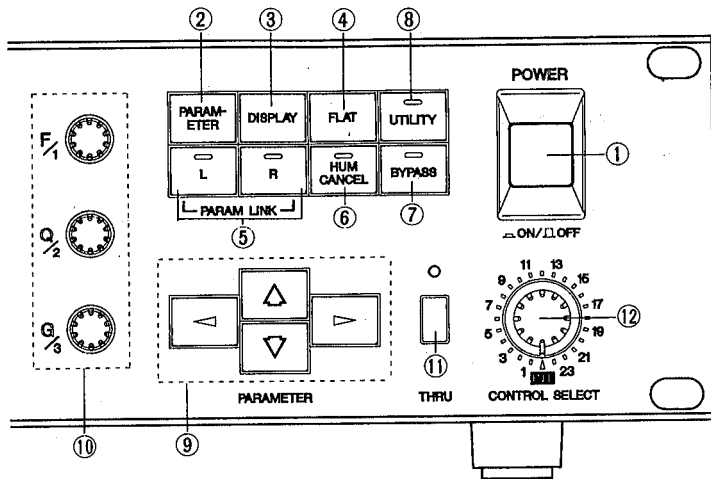 ② ③ ④ ⑧
POWER
PARAM-
ETER
DISPLAY
FLAT
UTILITY
①
F/1
L
R
HUM
CANCEL
BYPASS
PARAM LINK
⑤ ⑥ ⑦
ON/ OFF
Q/2
G/3
1 3 5 7 9 11 13 15 17 19 21 23
⑫
⑪
PARAMETER
THRU
CONTROL SELECT
⑩ ⑨